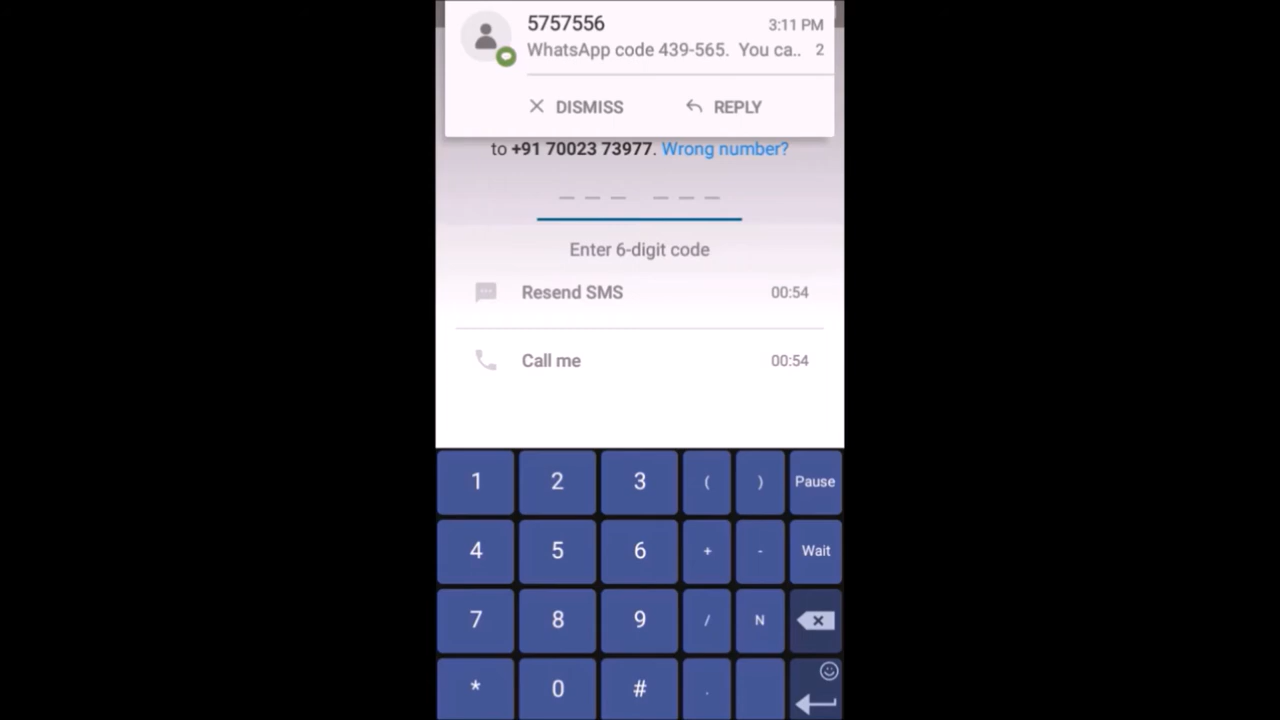 5757556 3:11 PM
WhatsApp code 439-565. You ca.. 2
DISMISS REPLY
to +91 70023 73977. Wrong number?
Enter 6-digit code
Resend SMS 00:54
Call me 00:54
1 2 3 ( ) Pause
4 5 6 + - Wait
7 8 9 / N
* 0 # .